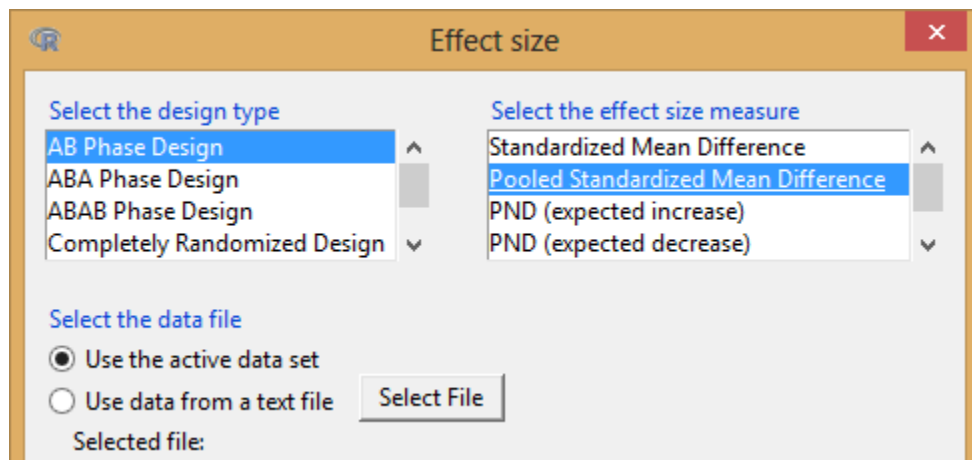 Effect size
Select the design type
AB Phase Design
ABA Phase Design
ABAB Phase Design
Completely Randomized Design
Select the effect size measure
Standardized Mean Difference
Pooled Standardized Mean Difference
PND (expected increase)
PND (expected decrease)
Select the data file
Use the active data set
Use data from a text file
Select File
Selected file: